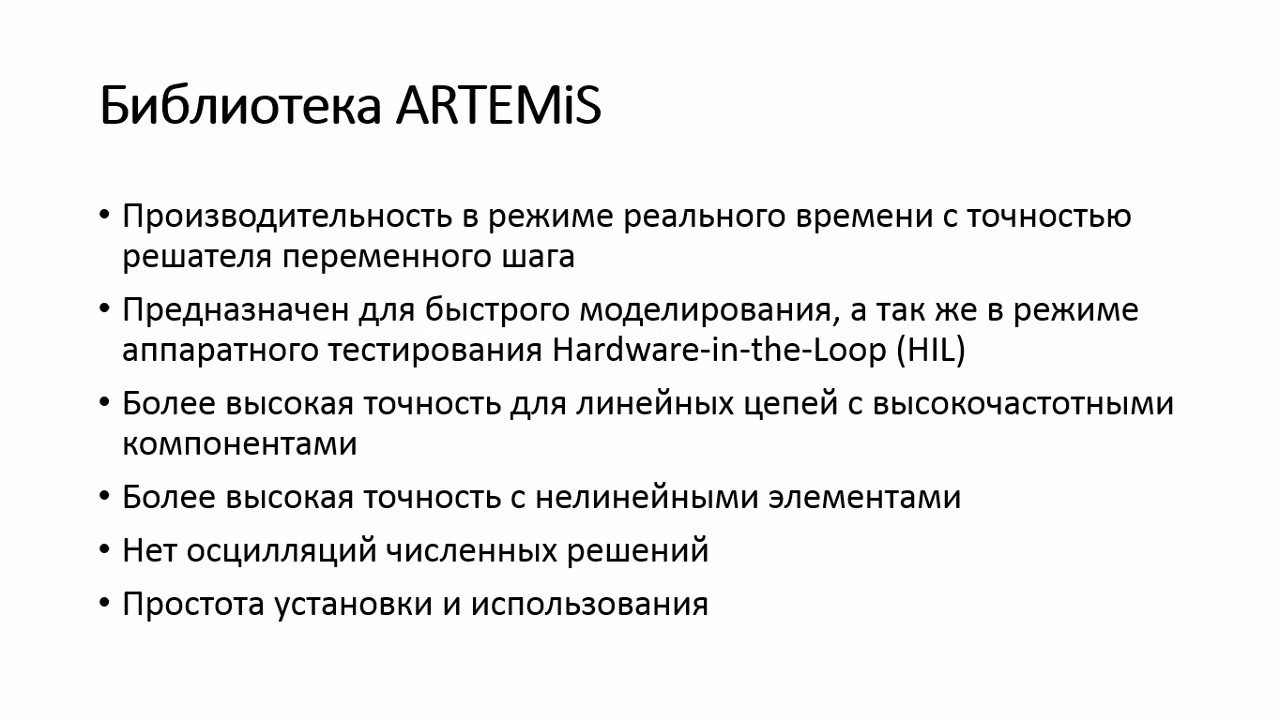 Библиотека ARTEMiS
• Производительность в режиме реального времени с точностью
решателя переменного шага
• Предназначен для быстрого моделирования, а так же в режиме
аппаратного тестирования Hardware-in-the-Loop (HIL)
• Более высокая точность для линейных цепей с высокочастотными
компонентами
• Более высокая точность с нелинейными элементами
• Нет осцилляций численных решений
• Простота установки и использования